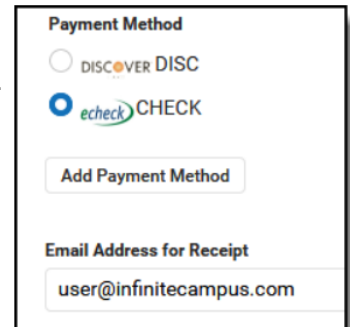 Payment Method
DISCOVER DISC
echeck CHECK
Add Payment Method
Email Address for Receipt
user@infinitecampus.com